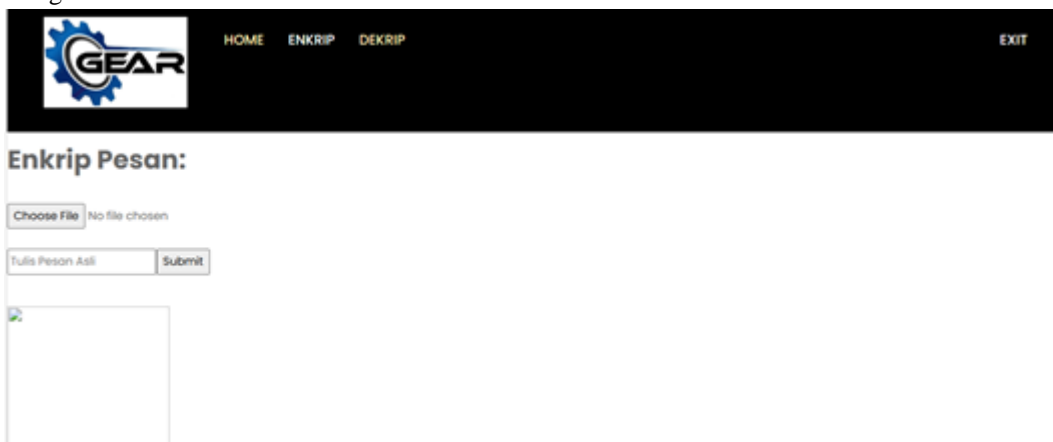 GEAR
HOME ENKRIP DEKRIP EXIT
Enkrip Pesan:
Choose File No file chosen
Tulis Pesan Asli Submit